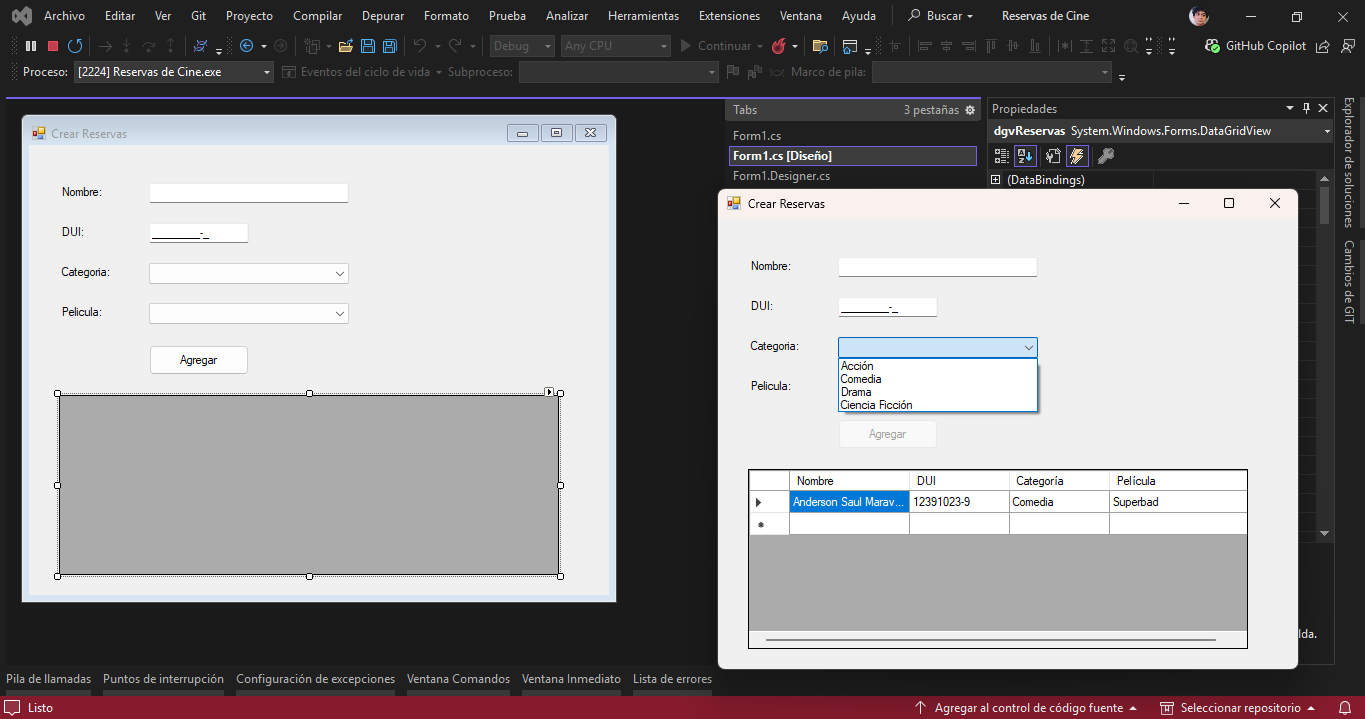 Archivo Editar Ver Git Proyecto Compilar Depurar Formato Prueba Analizar Herramientas Extensiones Ventana Ayuda Buscar Reservas de Cine
Debug Any CPU Continuar GitHub Copilot
Proceso: [2224] Reservas de Cine.exe Eventos del ciclo de vida Subproceso: Marco de pila:
Tabs 3 pestañas
Form1.cs
Form1.cs [Diseño]
Form1.Designer.cs
Propiedades
dgvReservas System.Windows.Forms.DataGridView
(DataBindings)
Explorador de soluciones
Cambios de GIT
Crear Reservas
Nombre:
DUI:
________-_
Categoria:
Pelicula:
Agregar
Crear Reservas
Nombre:
DUI:
________-_
Categoria:
Acción
Comedia
Drama
Ciencia Ficción
Pelicula:
Agregar
Nombre DUI Categoría Película
Anderson Saul Marav... 12391023-9 Comedia Superbad
lda.
Pila de llamadas Puntos de interrupción Configuración de excepciones Ventana Comandos Ventana Inmediato Lista de errores
Listo Agregar al control de código fuente Seleccionar repositorio